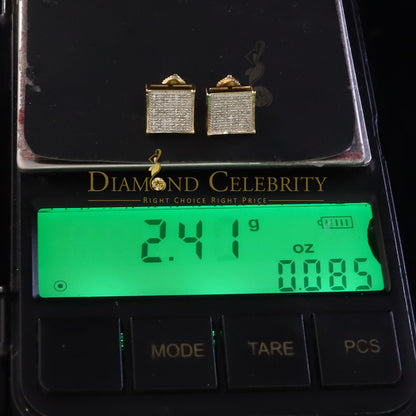 DIAMOND CELEBRITY
RIGHT CHOICE RIGHT PRICE
2.41 g
oz
0.085
MODE TARE PCS